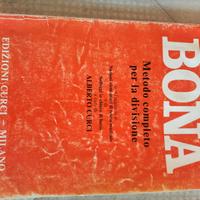 BONA
Metodo completo
per la divisione
ALBERTO CURCI
EDIZIONI CURCI - MILANO